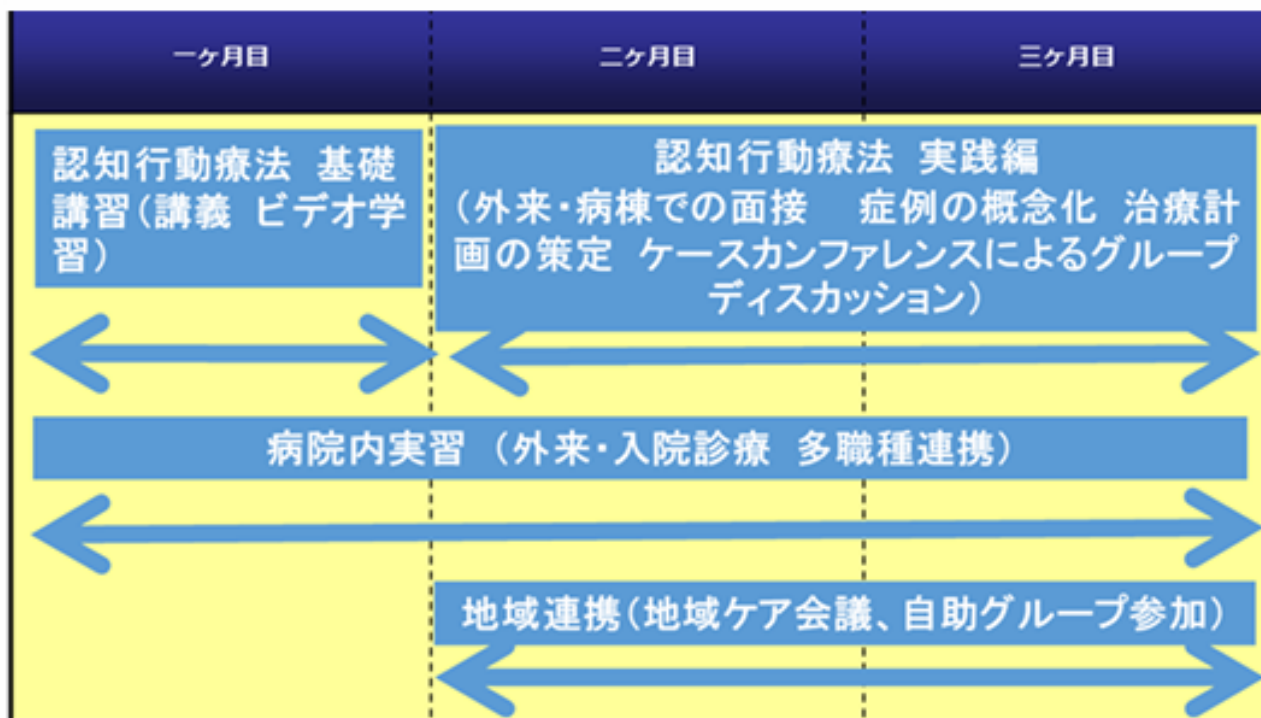 一ヶ月目
二ヶ月目
三ヶ月目
認知行動療法 基礎
講習(講義 ビデオ学
習)
認知行動療法 実践編
(外来・病棟での面接 症例の概念化 治療計
画の策定 ケースカンファレンスによるグループ
ディスカッション)
病院内実習 (外来・入院診療 多職種連携)
地域連携(地域ケア会議、自助グループ参加)